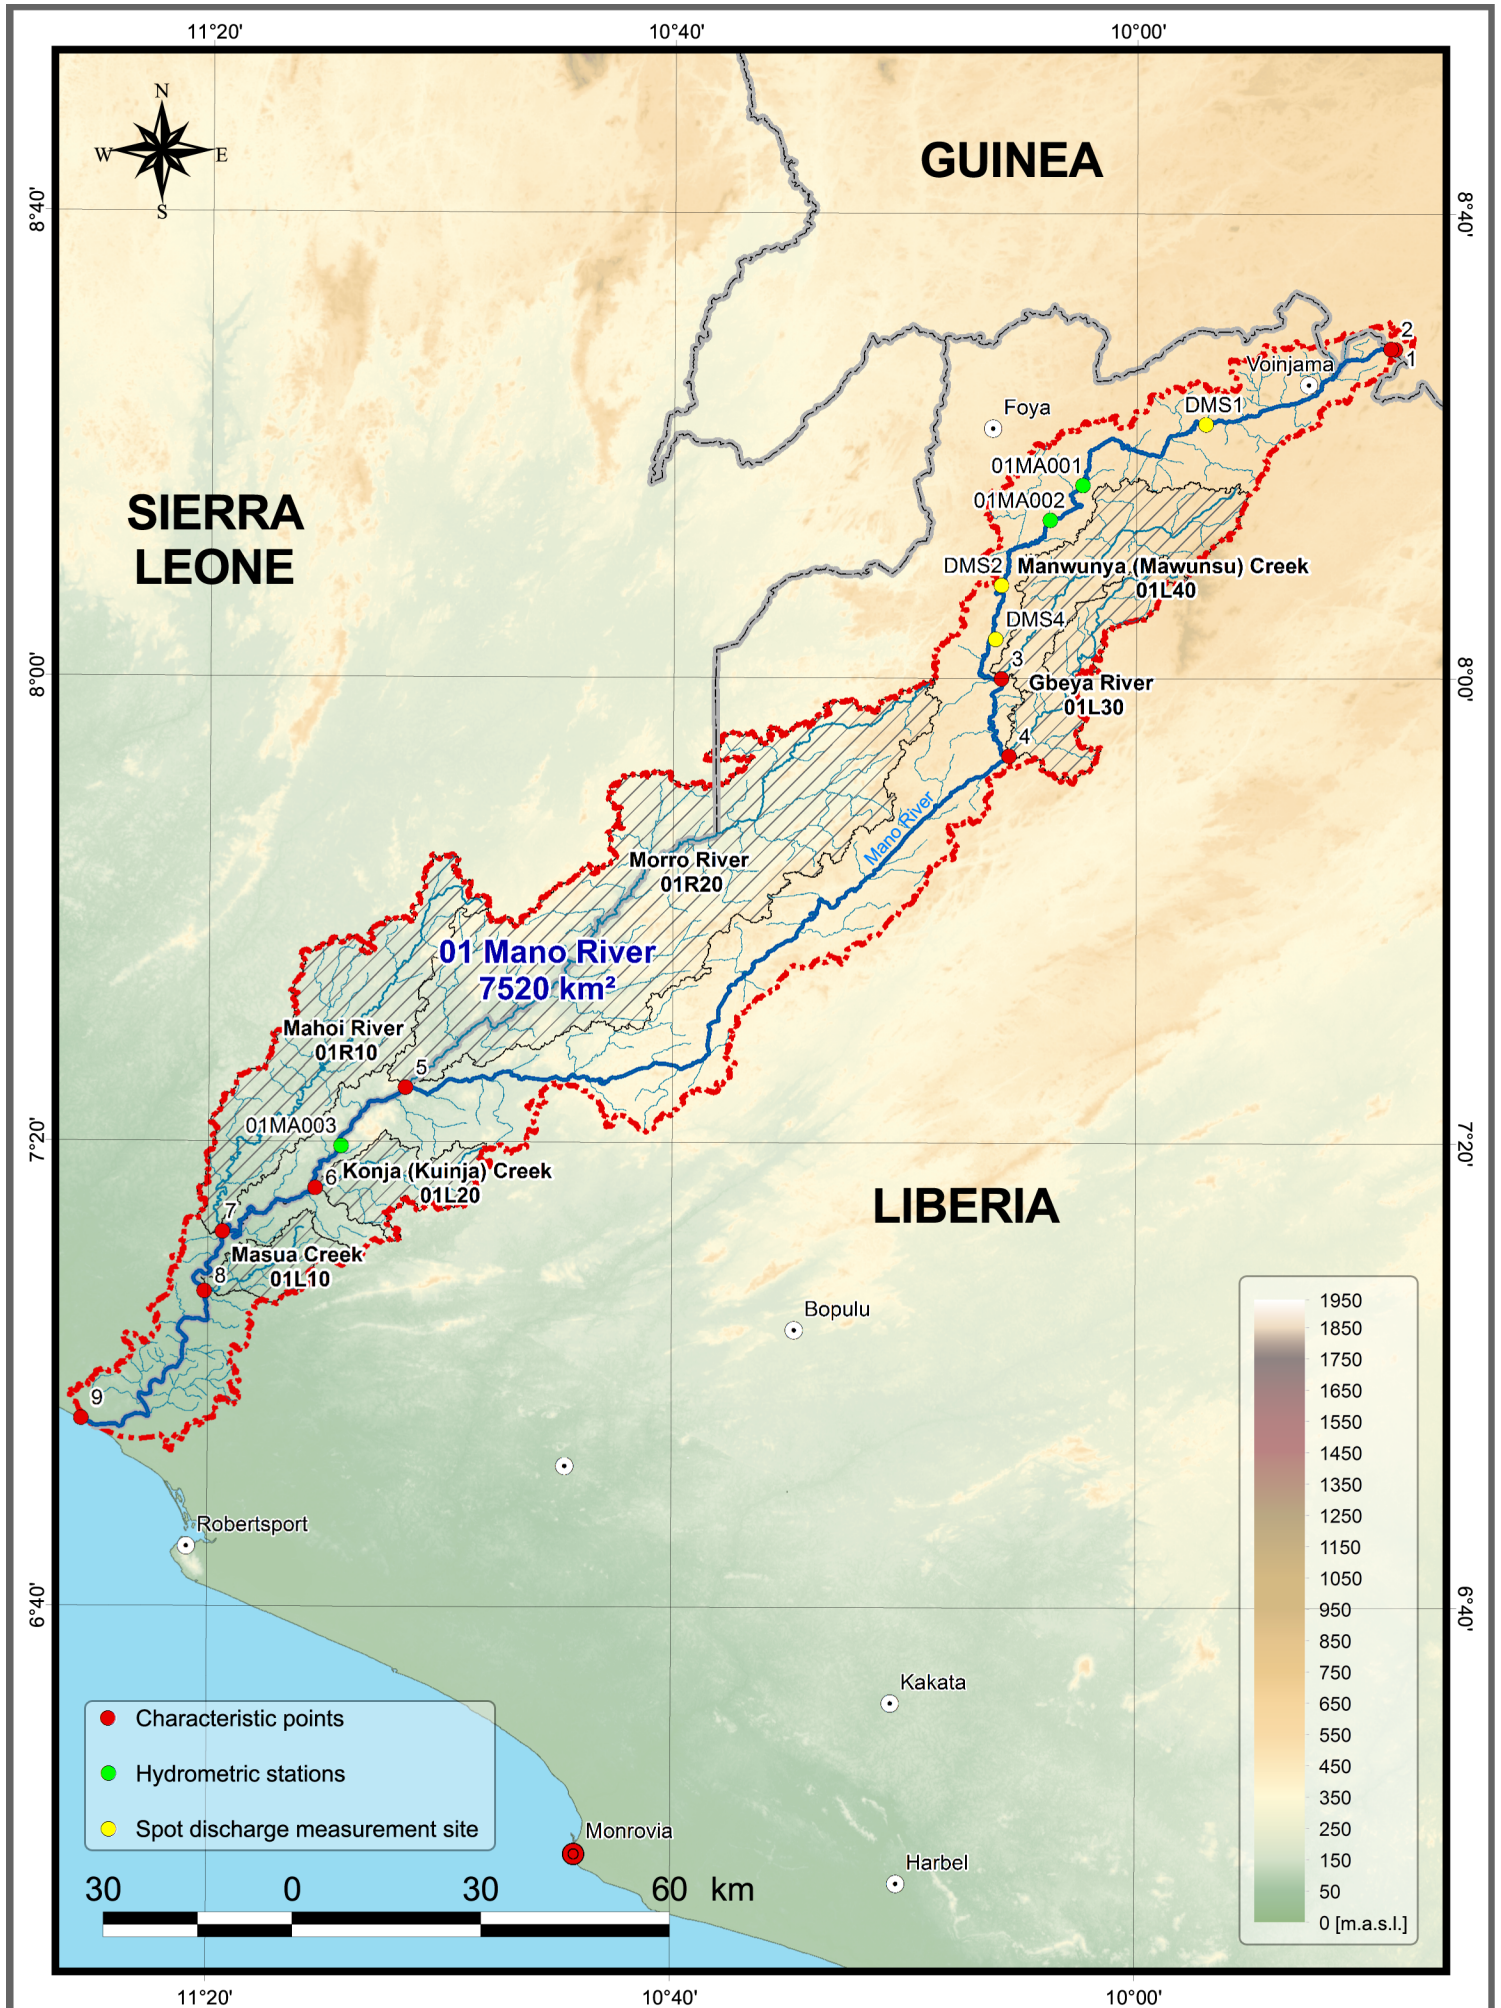 11°20'
10°40'
10°00'
N
W
E
S
GUINEA
8°40'
8°40'
2
1
Voinjama
DMS1
Foya
01MA001
01MA002
SIERRA
LEONE
DMS2
Manwunya (Mawunsu) Creek
01L40
DMS4
3
8°00'
8°00'
Gbeya River
01L30
4
Mano River
Morro River
01R20
01 Mano River
7520 km²
Mahoi River
01R10
5
01MA003
7°20'
7°20'
6
Konja (Kuinja) Creek
01L20
LIBERIA
7
Masua Creek
01L10
8
Bopulu
9
Robertsport
6°40'
6°40'
Kakata
Monrovia
Harbel
1950
1850
1750
1650
1550
1450
1350
1250
1150
1050
950
850
750
650
550
450
350
250
150
50
0 [m.a.s.l.]
Characteristic points
Hydrometric stations
Spot discharge measurement site
30 0 30 60 km
11°20'
10°40'
10°00'